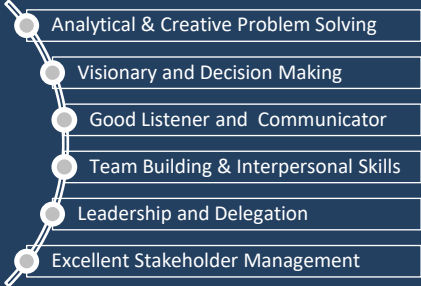 Analytical & Creative Problem Solving
Visionary and Decision Making
Good Listener and  Communicator
Team Building & Interpersonal Skills
Leadership and Delegation
Excellent Stakeholder Management